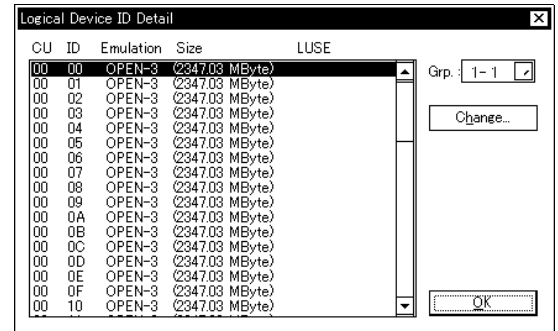 Logical Device ID Detail
CU ID Emulation Size LUSE
00 00 OPEN-3 (2347.03 MByte)
00 01 OPEN-3 (2347.03 MByte)
00 02 OPEN-3 (2347.03 MByte)
00 03 OPEN-3 (2347.03 MByte)
00 04 OPEN-3 (2347.03 MByte)
00 05 OPEN-3 (2347.03 MByte)
00 06 OPEN-3 (2347.03 MByte)
00 07 OPEN-3 (2347.03 MByte)
00 08 OPEN-3 (2347.03 MByte)
00 09 OPEN-3 (2347.03 MByte)
00 0A OPEN-3 (2347.03 MByte)
00 0B OPEN-3 (2347.03 MByte)
00 0C OPEN-3 (2347.03 MByte)
00 0D OPEN-3 (2347.03 MByte)
00 0E OPEN-3 (2347.03 MByte)
00 0F OPEN-3 (2347.03 MByte)
00 10 OPEN-3 (2347.03 MByte)
Grp. : 1- 1
Change...
OK